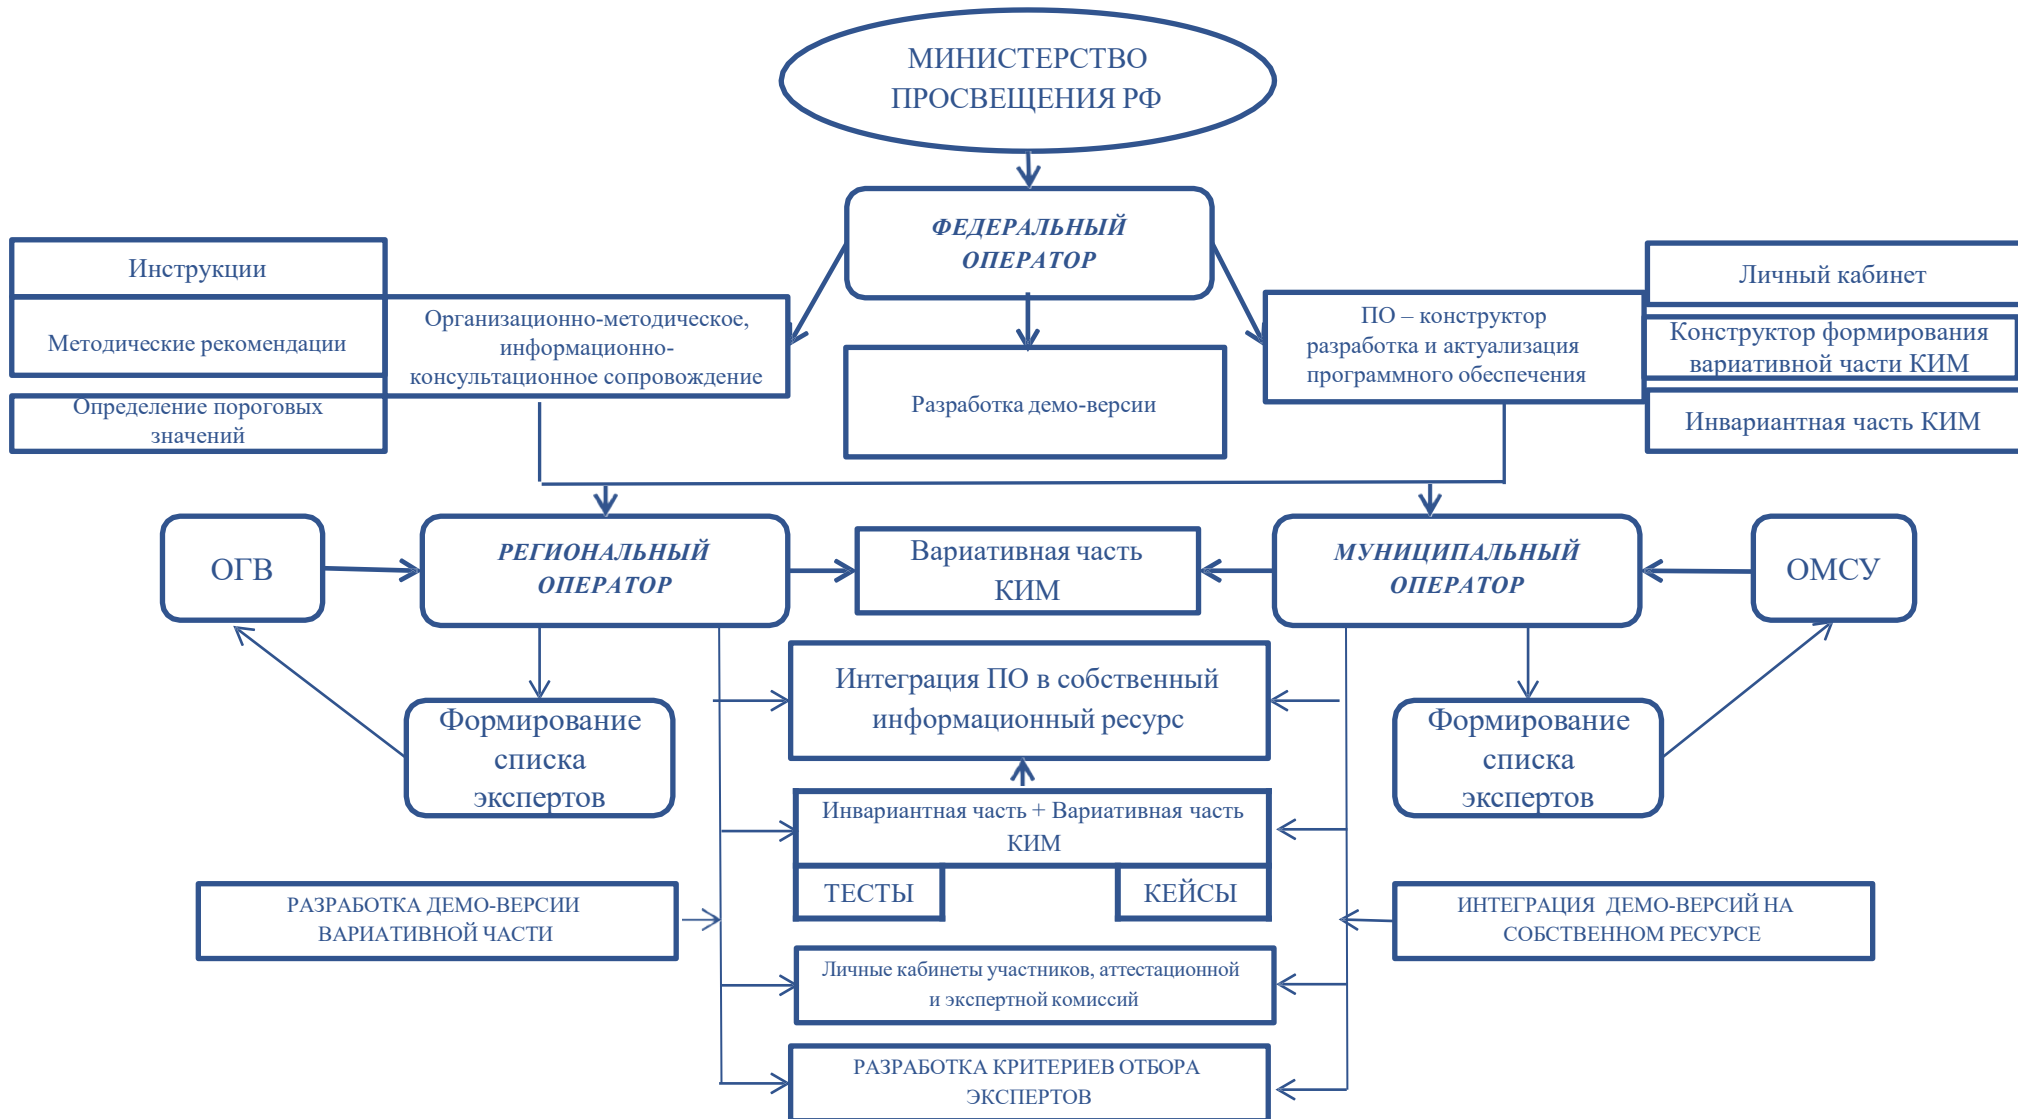 МИНИСТЕРСТВО
ПРОСВЕЩЕНИЯ РФ
ФЕДЕРАЛЬНЫЙ
ОПЕРАТОР
Инструкции
Методические рекомендации
Определение пороговых
значений
Организационно-методическое,
информационно-
консультационное сопровождение
Разработка демо-версии
ПО – конструктор
разработка и актуализация
программного обеспечения
Личный кабинет
Конструктор формирования
вариативной части КИМ
Инвариантная часть КИМ
ОГВ
РЕГИОНАЛЬНЫЙ
ОПЕРАТОР
Вариативная часть
КИМ
МУНИЦИПАЛЬНЫЙ
ОПЕРАТОР
ОМСУ
Формирование
списка
экспертов
Интеграция ПО в собственный
информационный ресурс
Формирование
списка
экспертов
Инвариантная часть + Вариативная часть
КИМ
ТЕСТЫ
КЕЙСЫ
РАЗРАБОТКА ДЕМО-ВЕРСИИ
ВАРИАТИВНОЙ ЧАСТИ
ИНТЕГРАЦИЯ ДЕМО-ВЕРСИЙ НА
СОБСТВЕННОМ РЕСУРСЕ
Личные кабинеты участников, аттестационной
и экспертной комиссий
РАЗРАБОТКА КРИТЕРИЕВ ОТБОРА
ЭКСПЕРТОВ